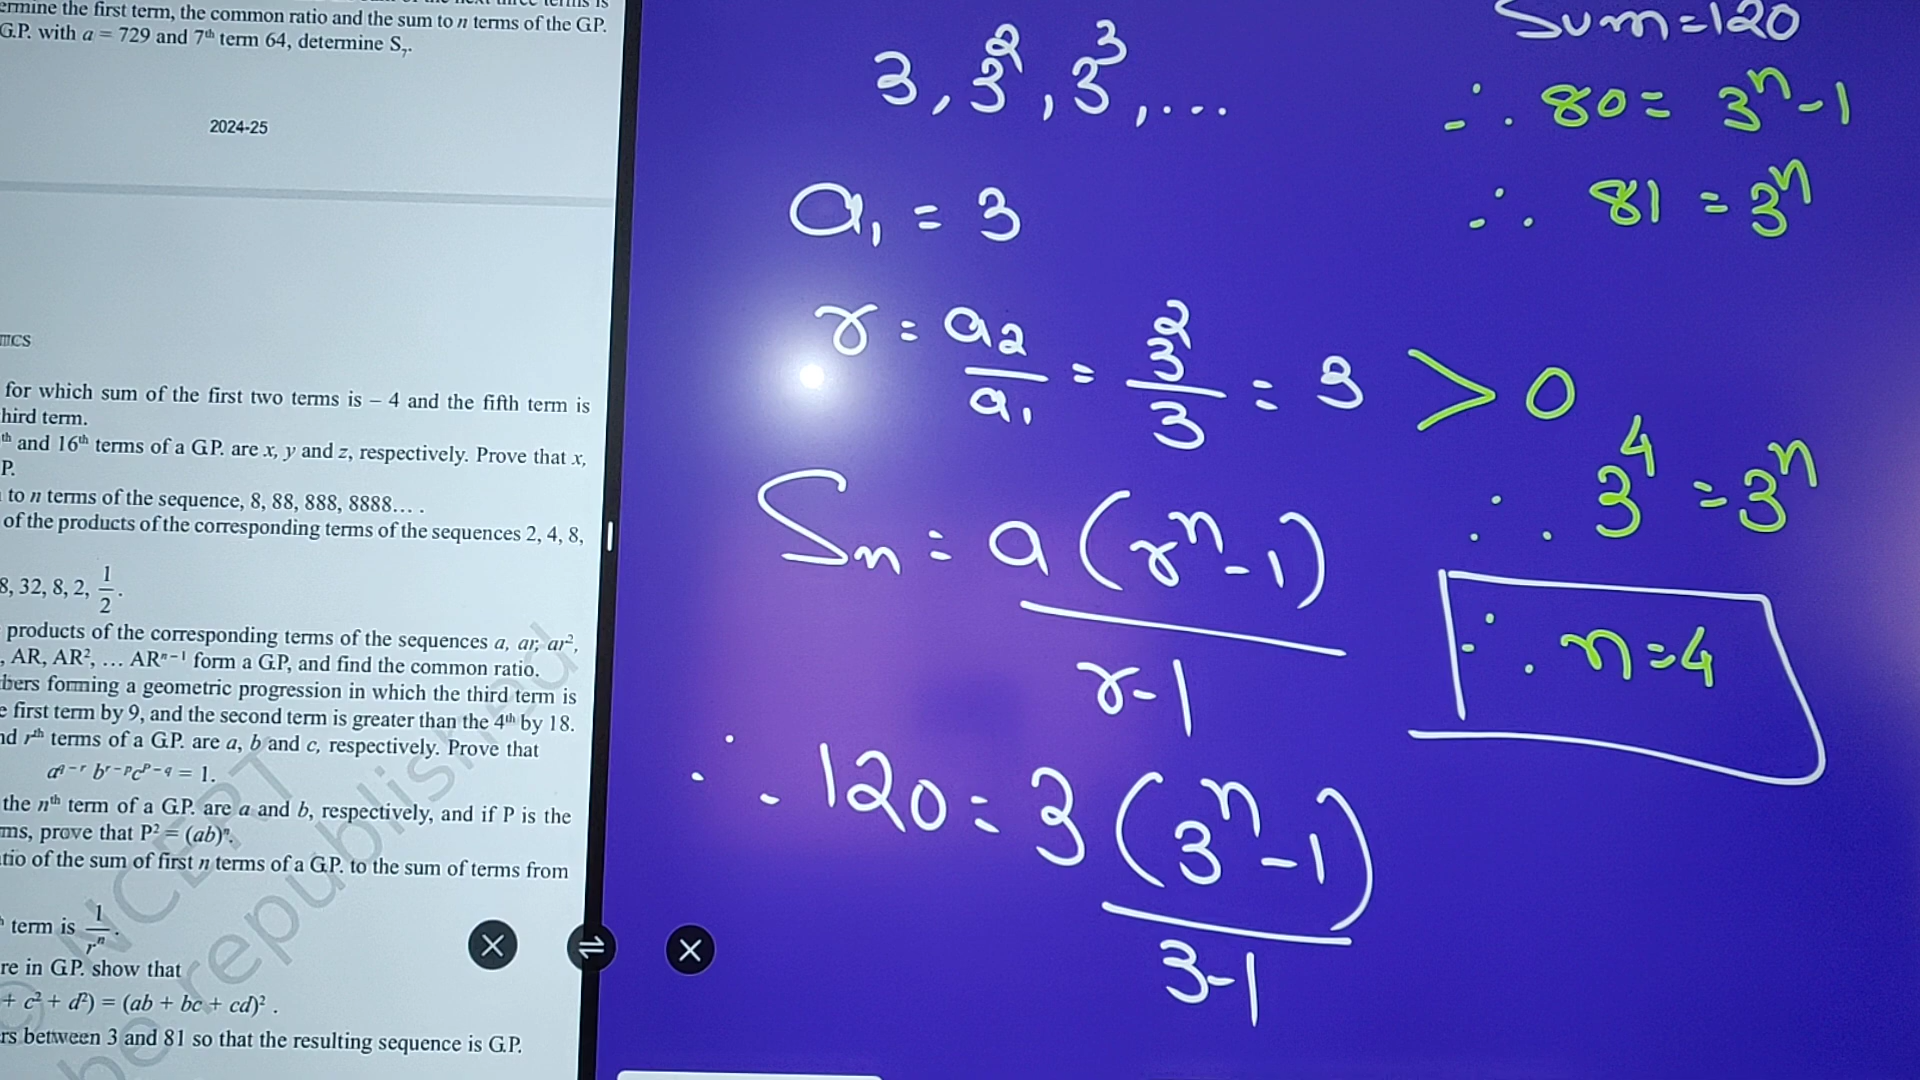 ermine the first term, the common ratio and the sum to n terms of the G.P.
G.P. with a = 729 and 7th term 64, determine S₇.
2024-25
for which sum of the first two terms is – 4 and the fifth term is
hird term.
th and 16th terms of a G.P. are x, y and z, respectively. Prove that x,
P.
to n terms of the sequence, 8, 88, 888, 8888… .
of the products of the corresponding terms of the sequences 2, 4, 8,
8, 32, 8, 2, 1/2 .
products of the corresponding terms of the sequences a, ar, ar²,
, AR, AR², … ARⁿ⁻¹ form a G.P, and find the common ratio.
bers forming a geometric progression in which the third term is
e first term by 9, and the second term is greater than the 4th by 18.
nd rth terms of a G.P. are a, b and c, respectively. Prove that
a^(q – r) b^(r – p) c^(P – q) = 1.
the nth term of a G.P. are a and b, respectively, and if P is the
ms, prove that P² = (ab)ⁿ.
tio of the sum of first n terms of a G.P. to the sum of terms from
term is 1/rⁿ .
re in G.P. show that
+ c² + d²) = (ab + bc + cd)² .
rs between 3 and 81 so that the resulting sequence is G.P.
© NCERT
be republished
3, 3², 3³, ...
a₁ = 3
r = a₂/a₁ = 3²/3 = 3 > 0
Sn = a(rⁿ - 1)/r - 1
∴ 120 = 3(3ⁿ - 1)/3 - 1
Sum = 120
∴ 80 = 3ⁿ - 1
∴ 81 = 3ⁿ
∴ 3⁴ = 3ⁿ
∴ n = 4